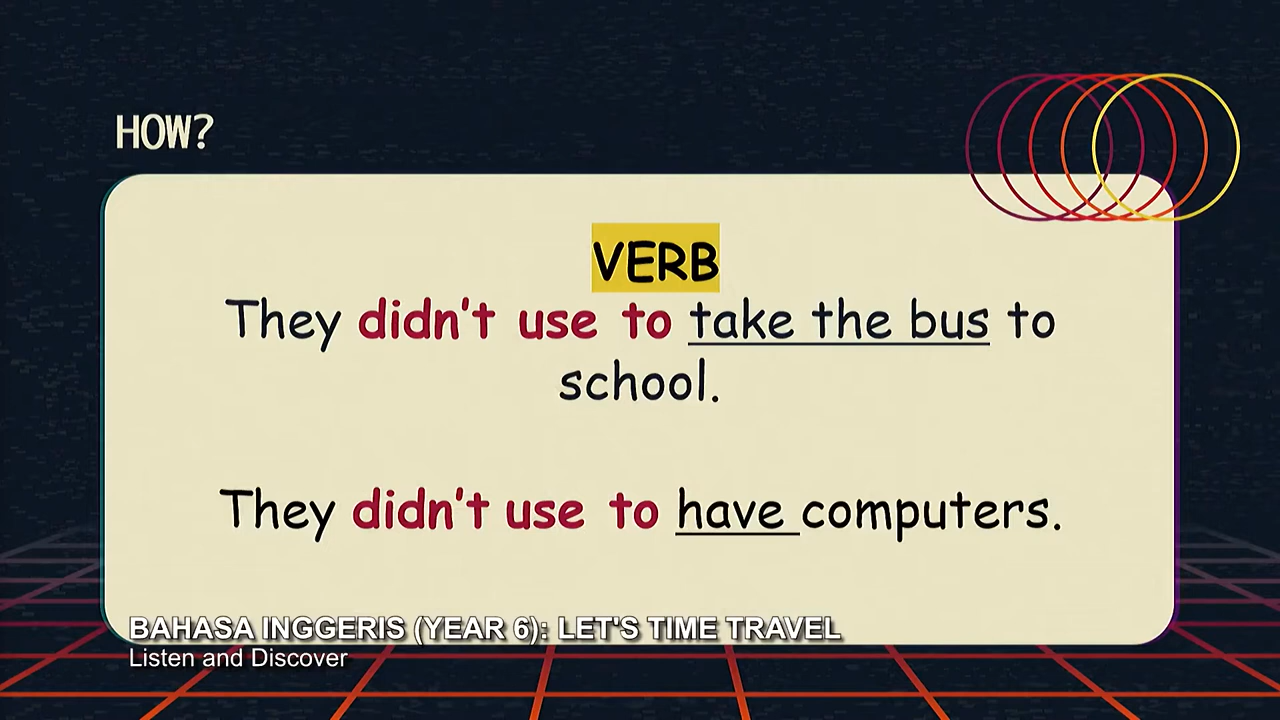 HOW?
VERB
They didn't use to take the bus to
school.
They didn't use to have computers.
BAHASA INGGERIS (YEAR 6): LET'S TIME TRAVEL
Listen and Discover